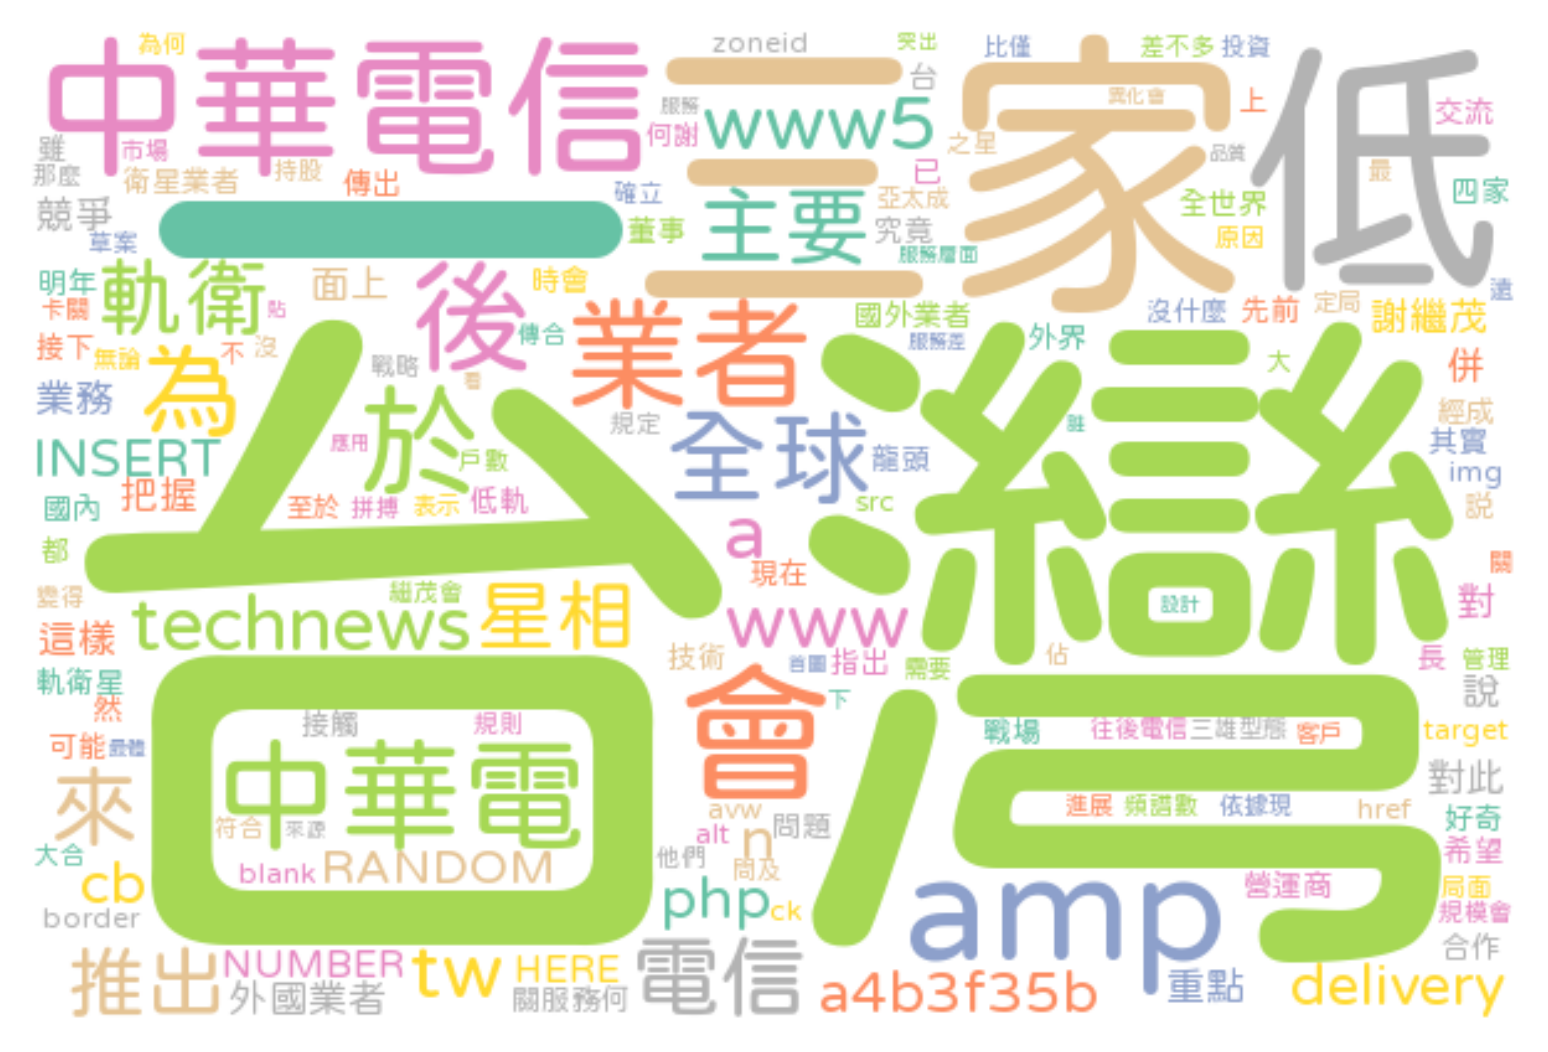 為何
zoneid
突出
比僅
差不多
投資
中華電信
三
家
低
台
異化會
上
交流
服務
www5
何謝
之星
品質
雖
市場
最
那麼
衛星業者
持股
傳出
已
確立
亞太成
全世界
四家
競爭
一
董事
主要
究竟
原因
草案
服務層面
明年
軌衛
面上
後
時會
遠
卡關
貼
業者
國外業者
沒什麼
先前
定局
謝繼茂
接下
無論
為
不
沒
傳合
服務差
外界
戰略
看
大
併
業務
於
規定
全球
龍頭
誰
經成
其實
INSERT
應用
戶數
img
把握
國內
至於
拼搏
表示
低軌
src
說
台灣
都
a
現在
關
變得
繼茂會
technews
星相
www
設計
對
這樣
技術
首圖
指出
需要
佔
長
管理
軌衛星
然
會
下
說
接觸
規則
戰場
往後電信
三雄型態
客戶
target
可能
最體
中華電
對此
來
符合
來源
avw
alt
n
問題
進展
頻譜數
依據現
href
好奇
大合
blank
RANDOM
他們
問及
希望
cb
php
ck
amp
營運商
局面
border
規模會
推出
NUMBER
tw
HERE
電信
合作
外國業者
關服務何
a4b3f35b
重點
delivery